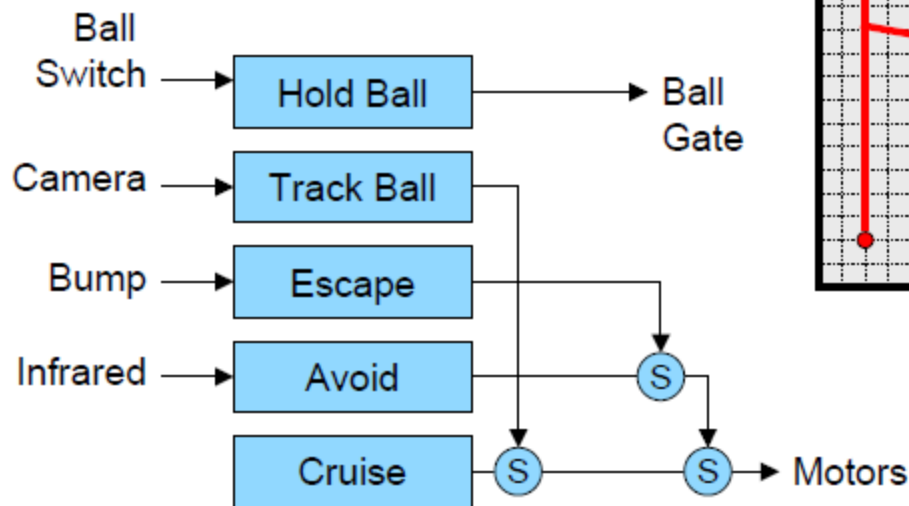 Ball
Switch
Hold Ball
Ball
Gate
Camera
Track Ball
Bump
Escape
Infrared
Avoid
S
Cruise
S
S
Motors